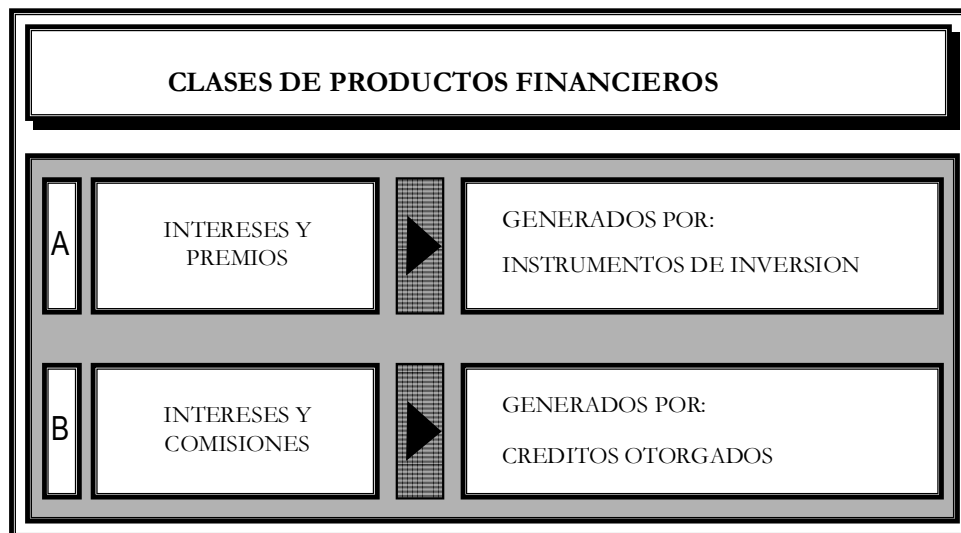 CLASES DE PRODUCTOS FINANCIEROS
A
INTERESES Y
PREMIOS
GENERADOS POR:
INSTRUMENTOS DE INVERSION
B
INTERESES Y
COMISIONES
GENERADOS POR:
CREDITOS OTORGADOS